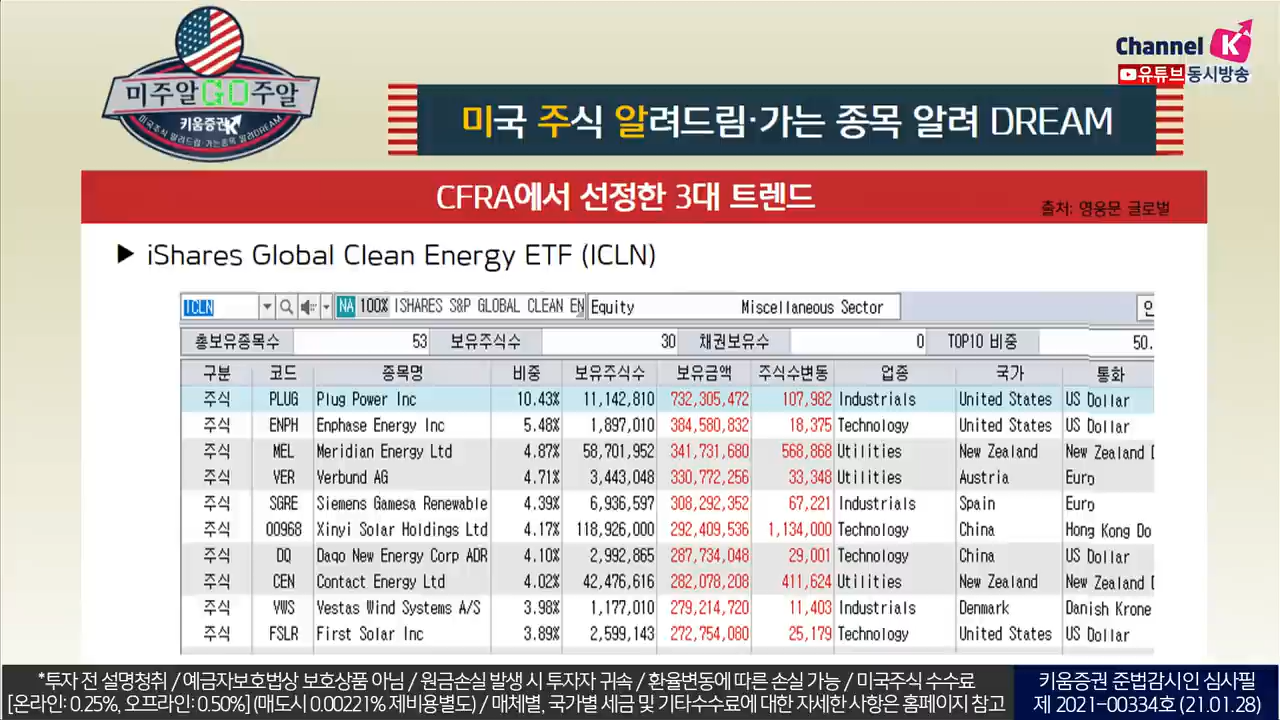 미주알GO주알
키움증권
미국주식 알려드림·가는종목 알려DREAM
Channel K
유튜브 동시방송
미국 주식 알려드림·가는 종목 알려 DREAM
CFRA에서 선정한 3대 트렌드
출처: 영웅문 글로벌
▶ iShares Global Clean Energy ETF (ICLN)
ICLN NA 100% ISHARES S&P GLOBAL CLEAN EN Equity Miscellaneous Sector
총보유종목수 53 보유주식수 30 채권보유수 0 TOP10 비중 50.
구분 코드 종목명 비중 보유주식수 보유금액 주식수변동 업종 국가 통화
주식 PLUG Plug Power Inc 10.43% 11,142,810 732,305,472 107,982 Industrials United States US Dollar
주식 ENPH Enphase Energy Inc 5.48% 1,897,010 384,580,832 18,375 Technology United States US Dollar
주식 MEL Meridian Energy Ltd 4.87% 58,701,952 341,731,680 568,868 Utilities New Zealand New Zealand D
주식 VER Verbund AG 4.71% 3,443,048 330,772,256 33,348 Utilities Austria Euro
주식 SGRE Siemens Gamesa Renewable 4.39% 6,936,597 308,292,352 67,221 Industrials Spain Euro
주식 00968 Xinyi Solar Holdings Ltd 4.17% 118,926,000 292,409,536 1,134,000 Technology China Hong Kong Do
주식 DQ Daqo New Energy Corp ADR 4.10% 2,992,865 287,734,048 29,001 Technology China US Dollar
주식 CEN Contact Energy Ltd 4.02% 42,476,616 282,078,208 411,624 Utilities New Zealand New Zealand D
주식 VWS Vestas Wind Systems A/S 3.98% 1,177,010 279,214,720 11,403 Industrials Denmark Danish Krone
주식 FSLR First Solar Inc 3.89% 2,599,143 272,754,080 25,179 Technology United States US Dollar
*투자 전 설명청취 / 예금자보호법상 보호상품 아님 / 원금손실 발생 시 투자자 귀속 / 환율변동에 따른 손실 가능 / 미국주식 수수료
[온라인: 0.25%, 오프라인: 0.50%] (매도시 0.00221% 제비용별도) / 매체별, 국가별 세금 및 기타수수료에 대한 자세한 사항은 홈페이지 참고
키움증권 준법감시인 심사필
제 2021-00334호 (21.01.28)